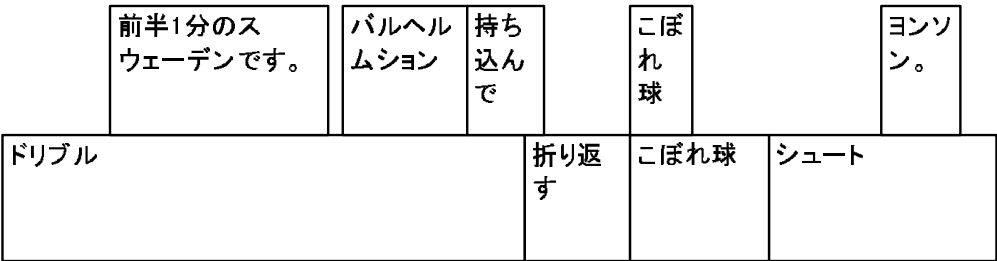 前半1分のス
ウェーデンです。
バルヘル
ムション
持ち
込ん
で
こぼ
れ
球
ヨンソ
ン。
ドリブル
折り返
す
こぼれ球
シュート